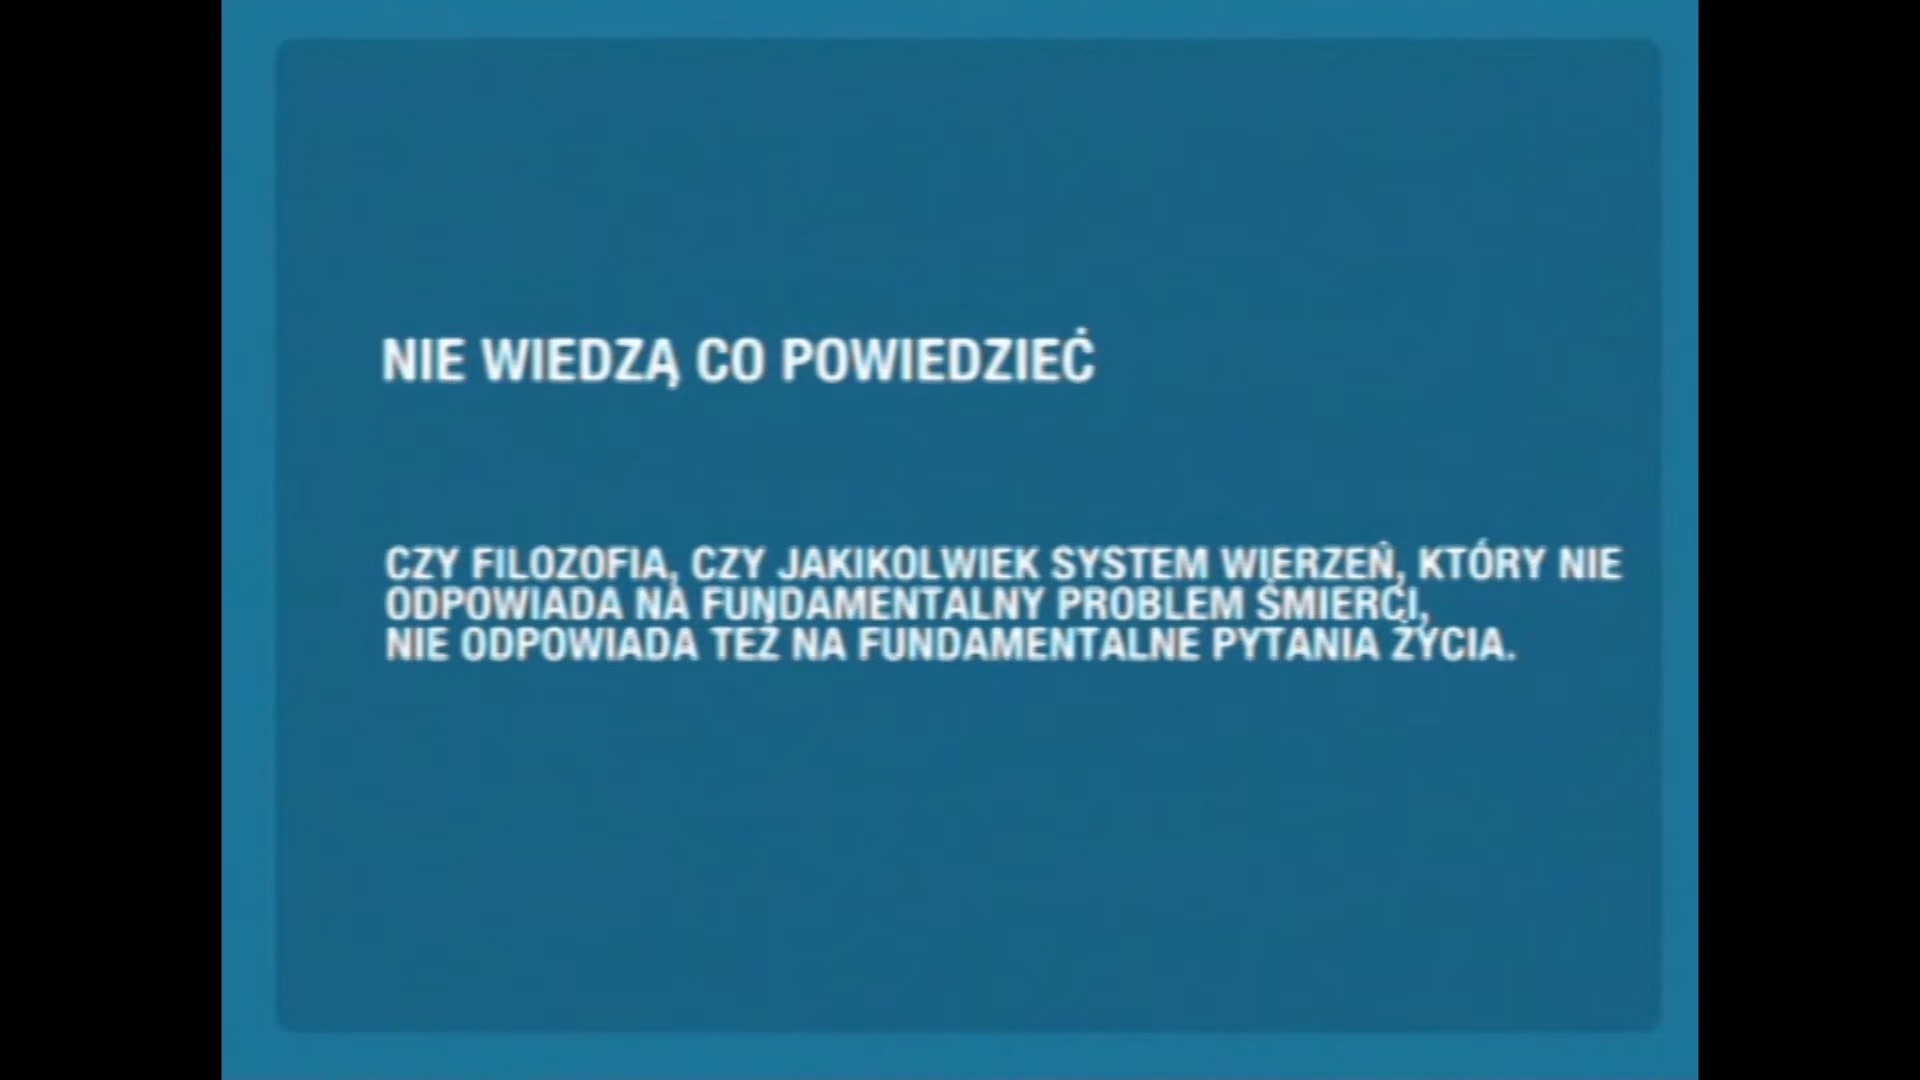 NIE WIEDZĄ CO POWIEDZIEĆ
CZY FILOZOFIA, CZY JAKIKOLWIEK SYSTEM WIERZEŃ, KTÓRY NIE
ODPOWIADA NA FUNDAMENTALNY PROBLEM ŚMIERCI,
NIE ODPOWIADA TEŻ NA FUNDAMENTALNE PYTANIA ŻYCIA.